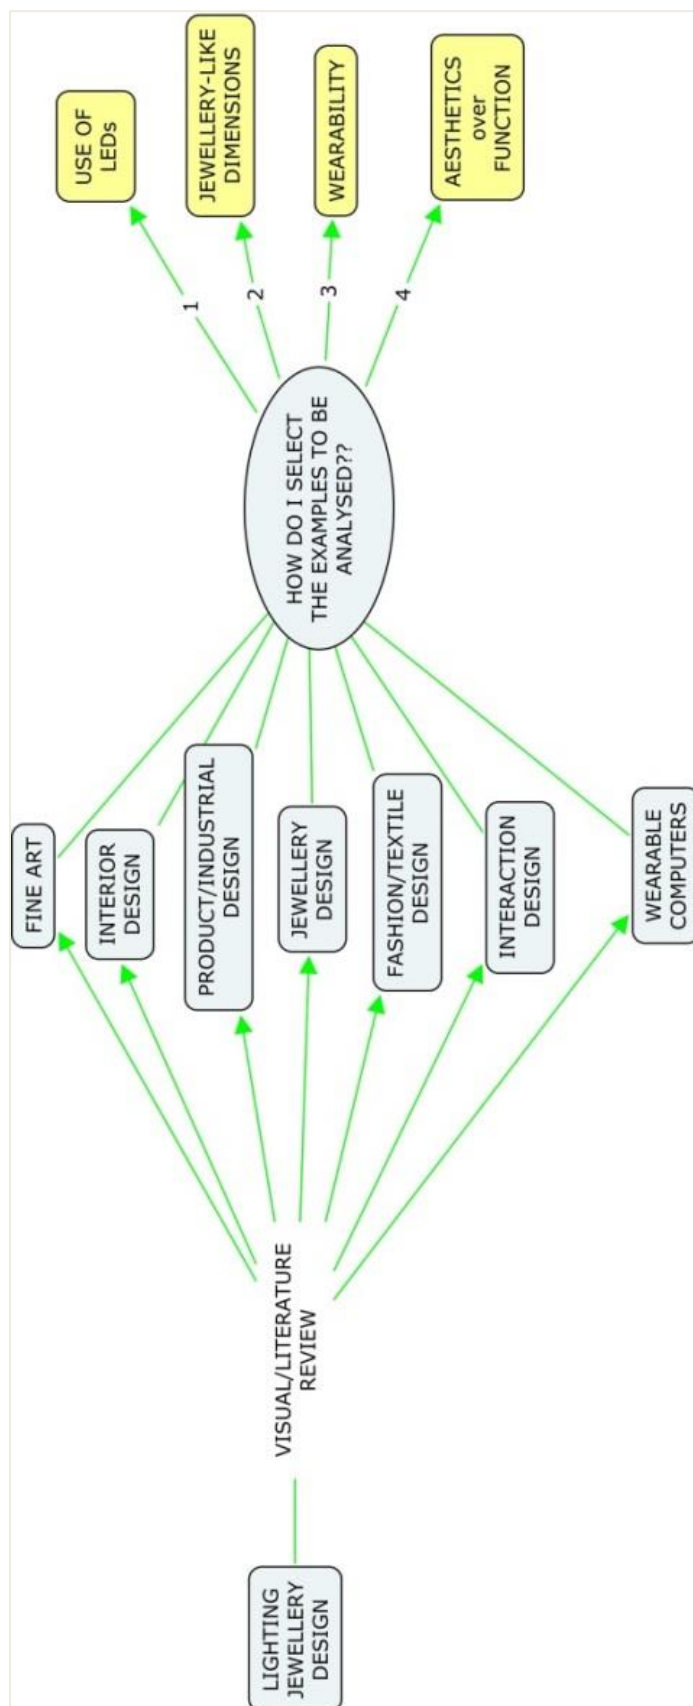 LIGHTING
JEWELLERY
DESIGN
VISUAL/LITERATURE
REVIEW
FINE ART
INTERIOR
DESIGN
PRODUCT/INDUSTRIAL
DESIGN
JEWELLERY
DESIGN
FASHION/TEXTILE
DESIGN
INTERACTION
DESIGN
WEARABLE
COMPUTERS
HOW DO I SELECT
THE EXAMPLES TO BE
ANALYSED??
1
USE OF
LEDs
2
JEWELLERY-LIKE
DIMENSIONS
3
WEARABILITY
4
AESTHETICS
over
FUNCTION